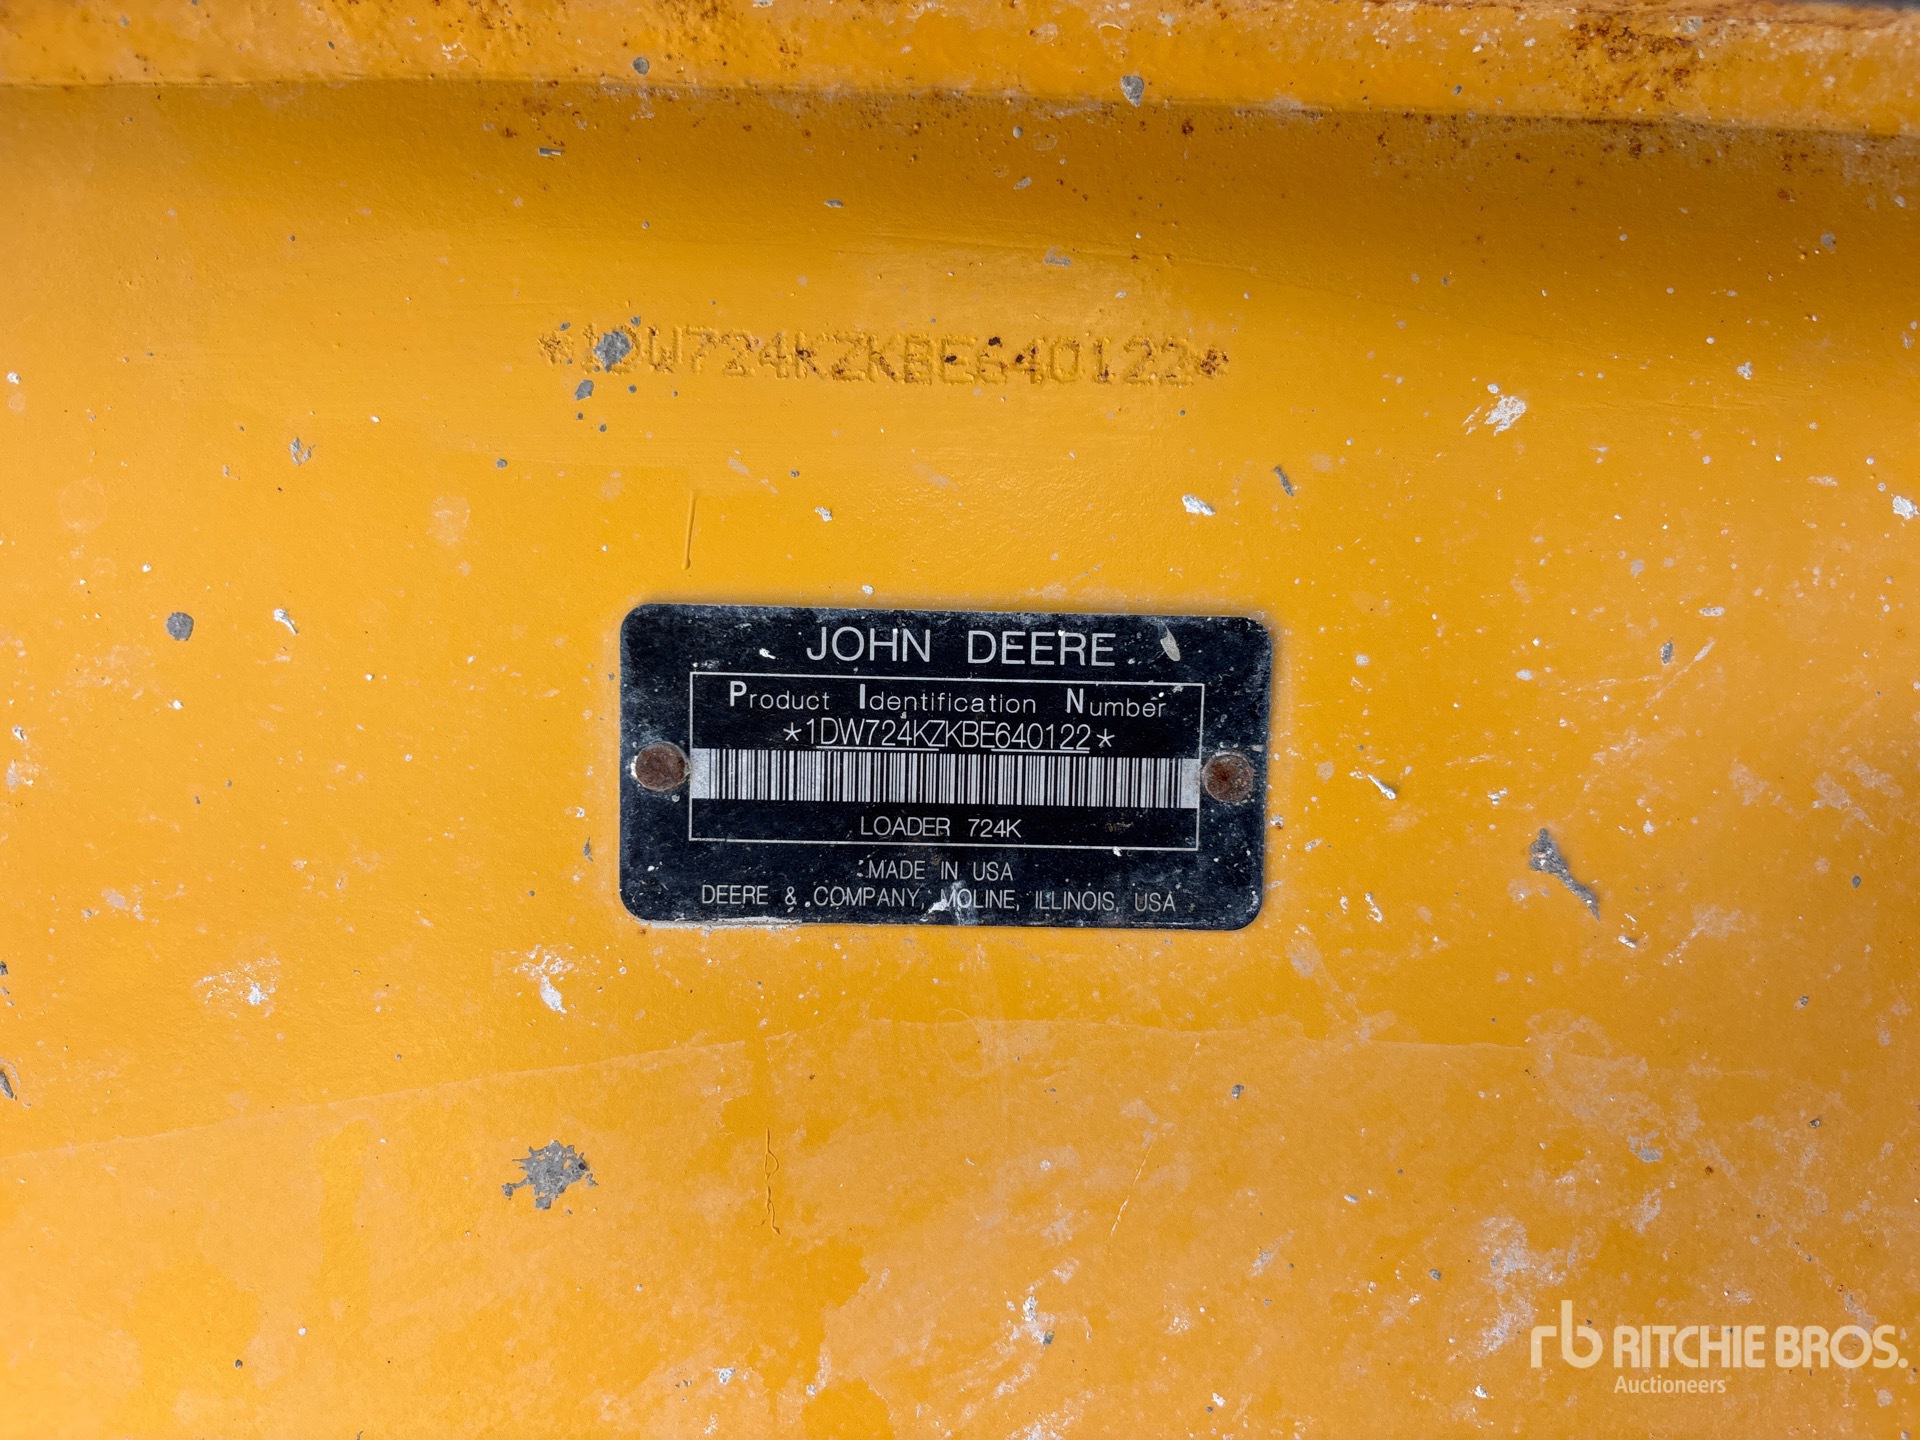 *1DW724KZKBE640122*
JOHN DEERE
Product Identification Number
*1DW724KZKBE640122*
LOADER 724K
MADE IN USA
DEERE & COMPANY, MOLINE, ILLINOIS, USA
rb RITCHIE BROS.
Auctioneers